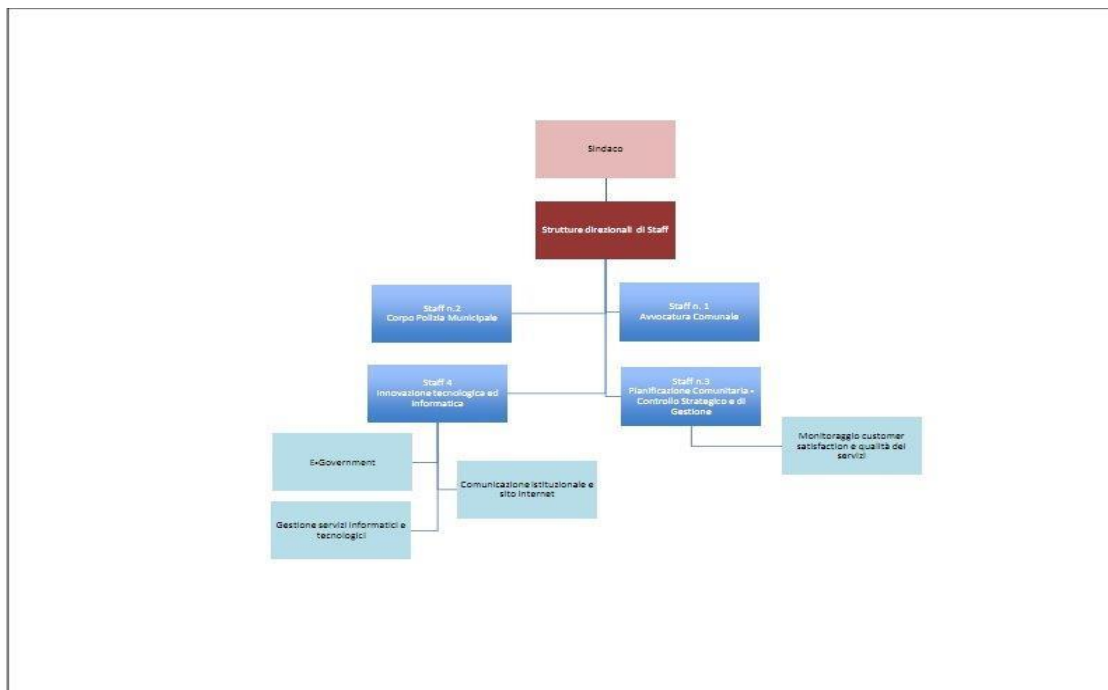 Sindaco
Strutture direzionali di Staff
Staff n.2
Corpo Polizia Municipale
Staff n. 1
Avvocatura Comunale
Staff 4
Innovazione tecnologica ed
informatica
Staff n.3
Planificazione Comunitaria -
Controllo Strategico e di
Gestione
Monitoraggio customer
satisfaction e qualità dei
servizi
E-Government
Comunicazione istituzionale e
sito internet
Gestione servizi informatici e
tecnologici